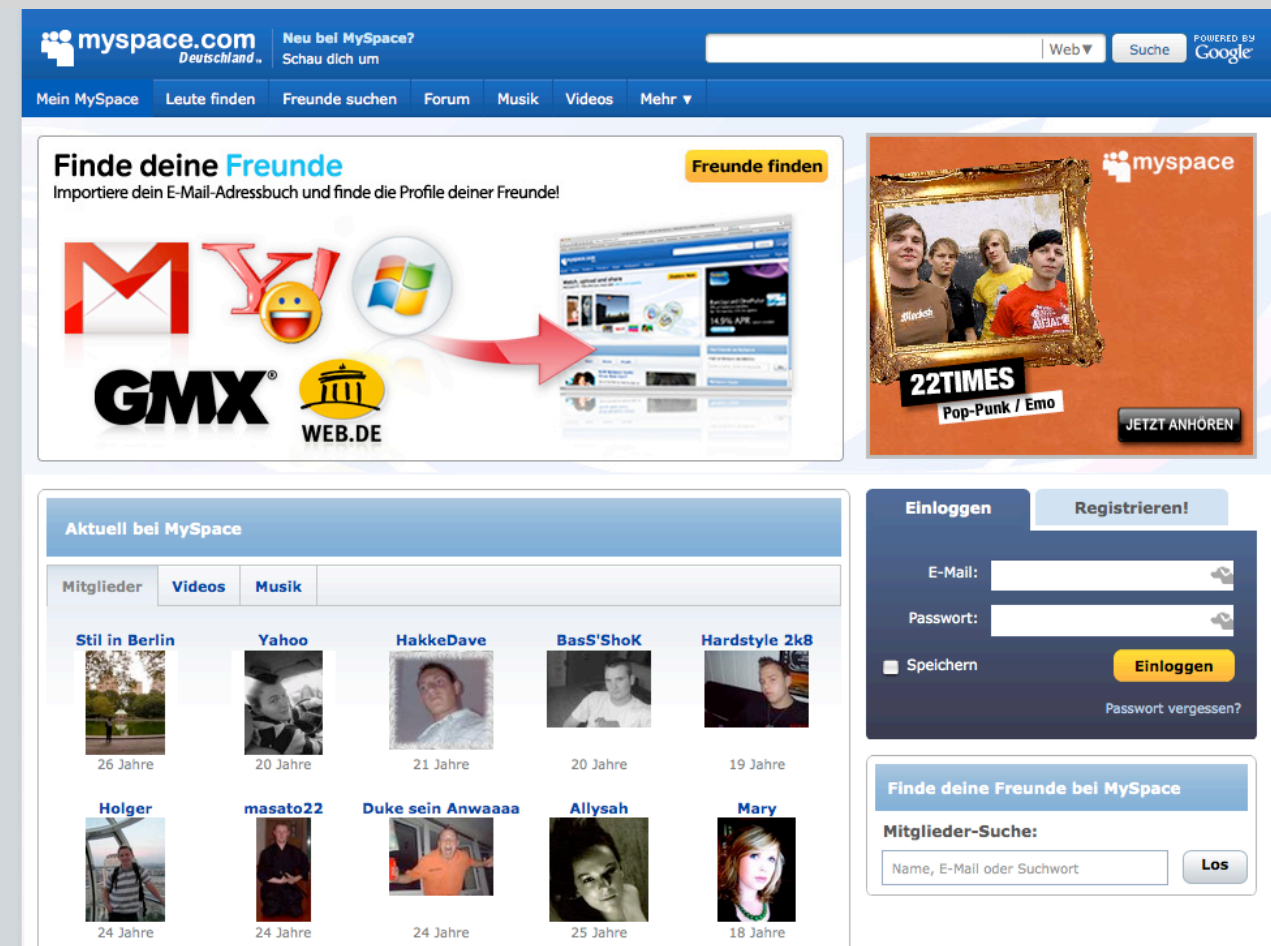 myspace.com
Deutschland
Neu bei MySpace?
Schau dich um
Web▼
Suche
POWERED BY
Google
Mein MySpace
Leute finden
Freunde suchen
Forum
Musik
Videos
Mehr ▼
Finde deine Freunde
Importiere dein E-Mail-Adressbuch und finde die Profile deiner Freunde!
Freunde finden
GMX®
WEB.DE
14.9% APR
myspace
22TIMES
Pop-Punk / Emo
JETZT ANHÖREN
Aktuell bei MySpace
Mitglieder
Videos
Musik
Stil in Berlin
Yahoo
HakkeDave
BasS'ShoK
Hardstyle 2k8
26 Jahre
20 Jahre
21 Jahre
20 Jahre
19 Jahre
Holger
masato22
Duke sein Anwaaaa
Allysah
Mary
24 Jahre
24 Jahre
24 Jahre
25 Jahre
18 Jahre
Einloggen
Registrieren!
E-Mail:
Passwort:
Speichern
Einloggen
Passwort vergessen?
Finde deine Freunde bei MySpace
Mitglieder-Suche:
Name, E-Mail oder Suchwort
Los